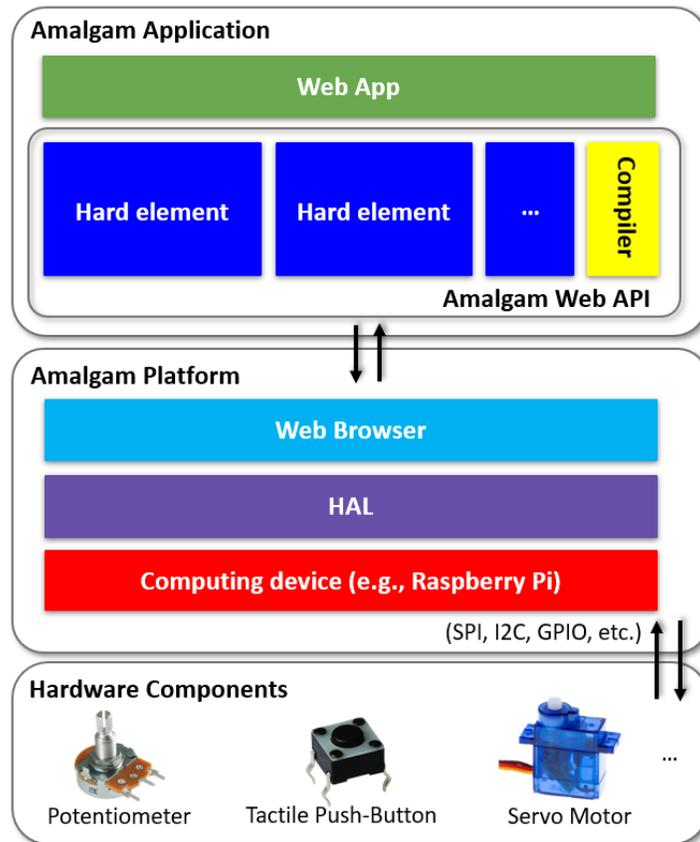 Amalgam Application
Web App
Hard element
Hard element
...
Compiler
Amalgam Web API
Amalgam Platform
Web Browser
HAL
Computing device (e.g., Raspberry Pi)
(SPI, I2C, GPIO, etc.)
Hardware Components
...
Potentiometer
Tactile Push-Button
Servo Motor